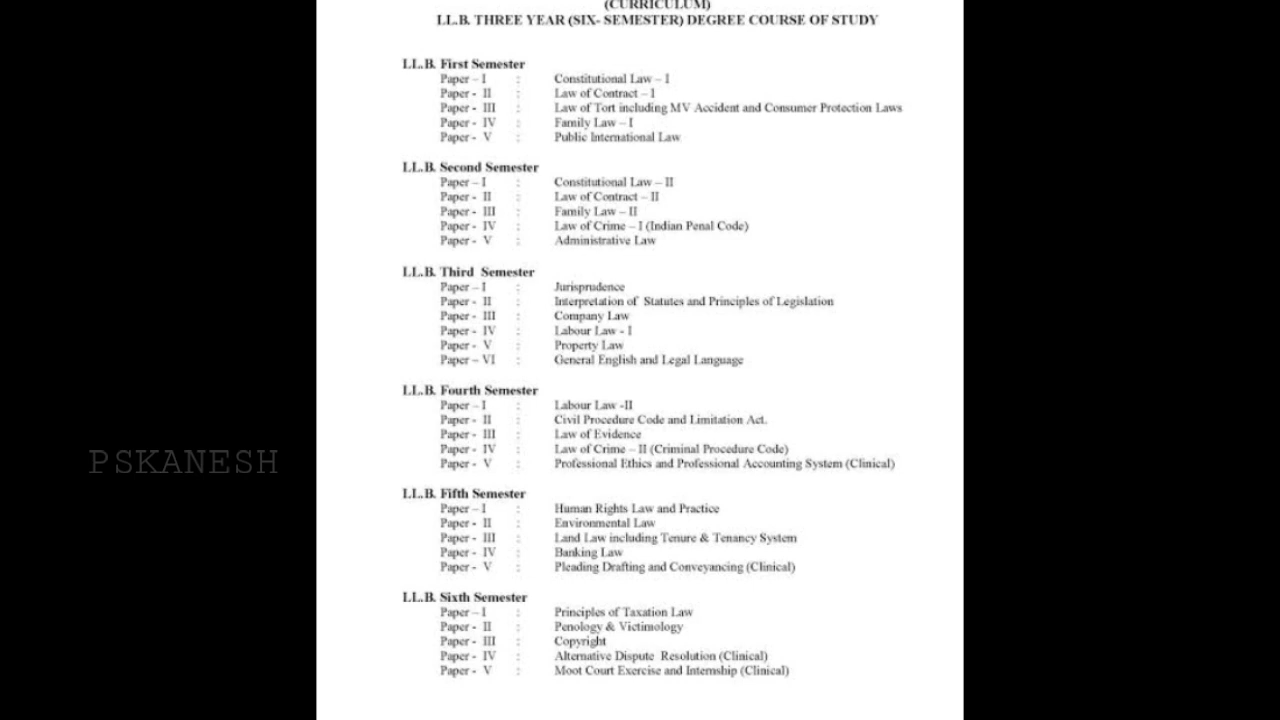 (CURRICULUM)
LL.B. THREE YEAR (SIX- SEMESTER) DEGREE COURSE OF STUDY
LL.B. First Semester
Paper – I : Constitutional Law – I
Paper - II : Law of Contract – I
Paper - III : Law of Tort including MV Accident and Consumer Protection Laws
Paper - IV : Family Law – I
Paper - V : Public International Law
LL.B. Second Semester
Paper – I : Constitutional Law – II
Paper - II : Law of Contract – II
Paper - III : Family Law – II
Paper - IV : Law of Crime – I (Indian Penal Code)
Paper - V : Administrative Law
LL.B. Third Semester
Paper – I : Jurisprudence
Paper - II : Interpretation of Statutes and Principles of Legislation
Paper - III : Company Law
Paper - IV : Labour Law - I
Paper - V : Property Law
Paper – VI : General English and Legal Language
LL.B. Fourth Semester
Paper – I : Labour Law -II
Paper - II : Civil Procedure Code and Limitation Act.
Paper - III : Law of Evidence
Paper - IV : Law of Crime – II (Criminal Procedure Code)
Paper - V : Professional Ethics and Professional Accounting System (Clinical)
PSKANESH
LL.B. Fifth Semester
Paper – I : Human Rights Law and Practice
Paper - II : Environmental Law
Paper - III : Land Law including Tenure & Tenancy System
Paper - IV : Banking Law
Paper - V : Pleading Drafting and Conveyancing (Clinical)
LL.B. Sixth Semester
Paper – I : Principles of Taxation Law
Paper - II : Penology & Victimology
Paper - III : Copyright
Paper - IV : Alternative Dispute Resolution (Clinical)
Paper - V : Moot Court Exercise and Internship (Clinical)